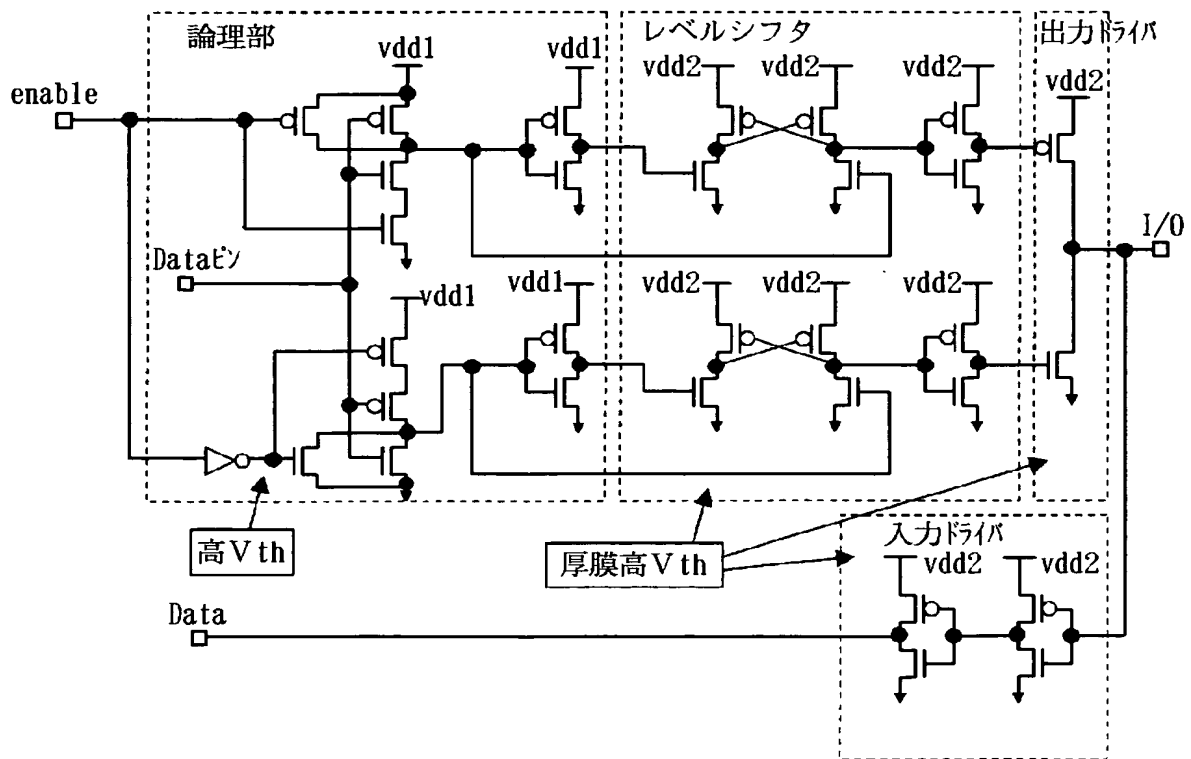 論理部
レベルシフタ
出力ドライバ
enable
vdd1
vdd1
vdd2
vdd2
vdd2
vdd2
I/O
Dataピン
vdd1
vdd1
vdd2
vdd2
vdd2
高Vth
厚膜高Vth
入力ドライバ
vdd2
vdd2
Data